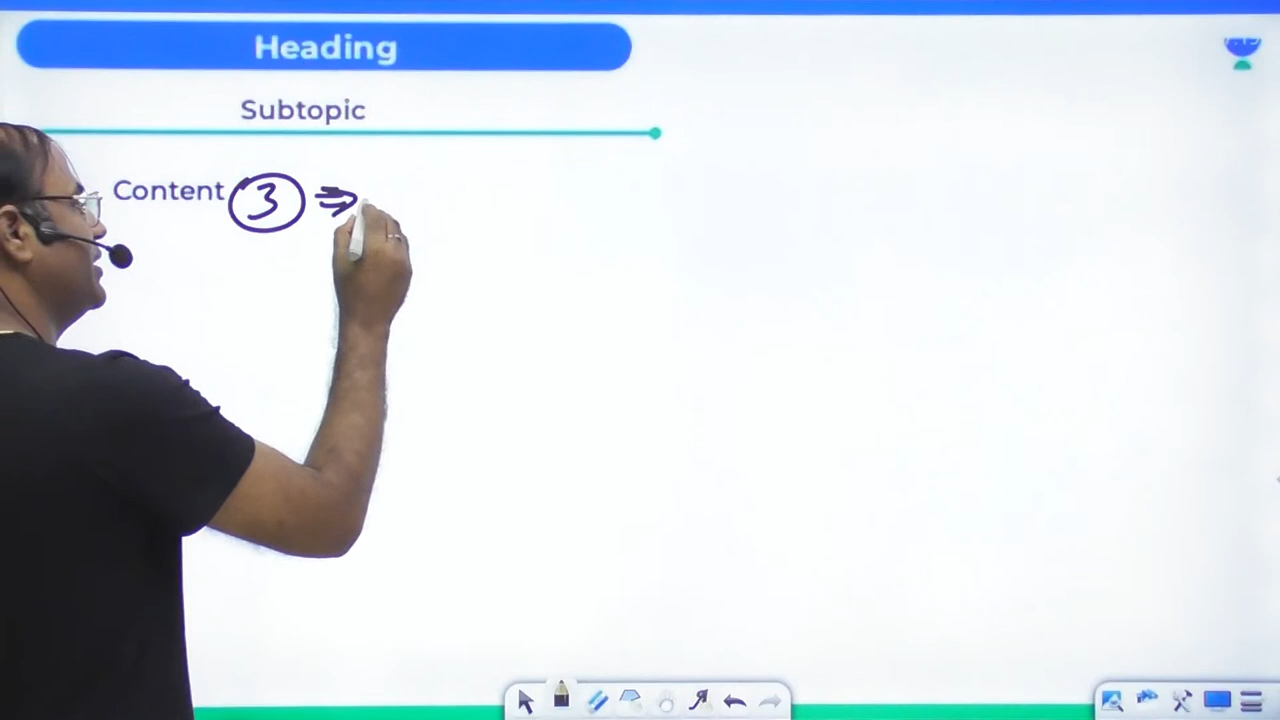 Heading
Subtopic
Content 3 ⇒